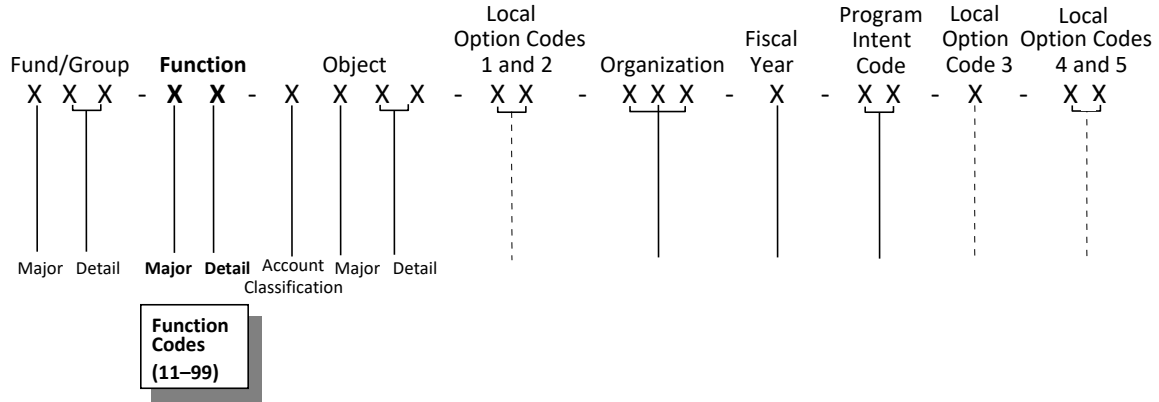 Local
Option Codes
1 and 2
Program
Intent
Code
Local
Option
Code 3
Local
Option Codes
4 and 5
Fiscal
Year
Fund/Group
Function
Object
Organization
X X X - X X - X X X X - X X - X X X - X - X X - X - X X
Major Detail Major Detail Account Classification Major Detail
Function
Codes
(11–99)